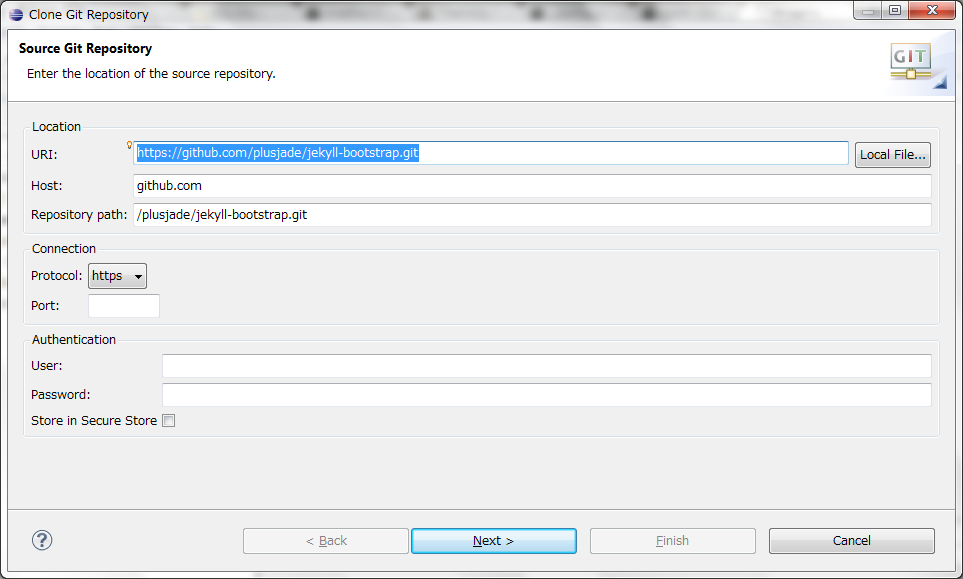 Clone Git Repository
Source Git Repository
Enter the location of the source repository.
GIT
Location
URI: https://github.com/plusjade/jekyll-bootstrap.git Local File...
Host: github.com
Repository path: /plusjade/jekyll-bootstrap.git
Connection
Protocol: https
Port:
Authentication
User:
Password:
Store in Secure Store
? < Back Next > Finish Cancel